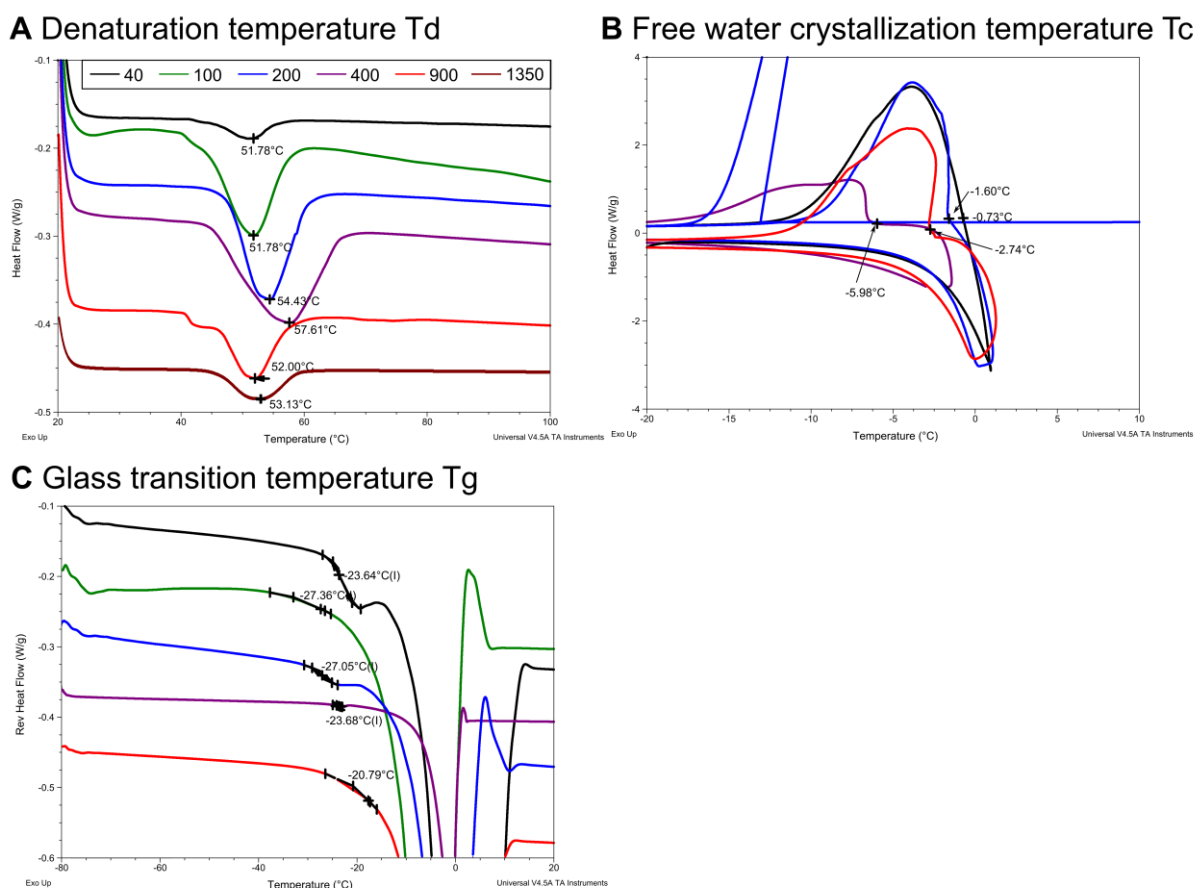 A Denaturation temperature Td
-0.1
40 100 200 400 900 1350
-0.2
51.78°C
Heat Flow (W/g)
-0.3
51.78°C
54.43°C
57.61°C
-0.4
52.00°C
53.13°C
-0.5
20 40 60 80 100
Exo Up
Temperature (°C)
Universal V4.5A TA Instruments
B Free water crystallization temperature Tc
4
2
-1.60°C
-0.73°C
Heat Flow (W/g)
0
-2.74°C
-5.98°C
-2
-4
-20 -15 -10 -5 0 5 10
Exo Up
Temperature (°C)
Universal V4.5A TA Instruments
C Glass transition temperature Tg
-0.1
-0.2
-23.64°C(I)
-27.36°C(I)
-0.3
-27.05°C(I)
Rev Heat Flow (W/g)
-0.4
-23.68°C(I)
-20.79°C
-0.5
-0.6
-80 -60 -40 -20 0 20
Exo Up
Temperature (°C)
Universal V4.5A TA Instruments